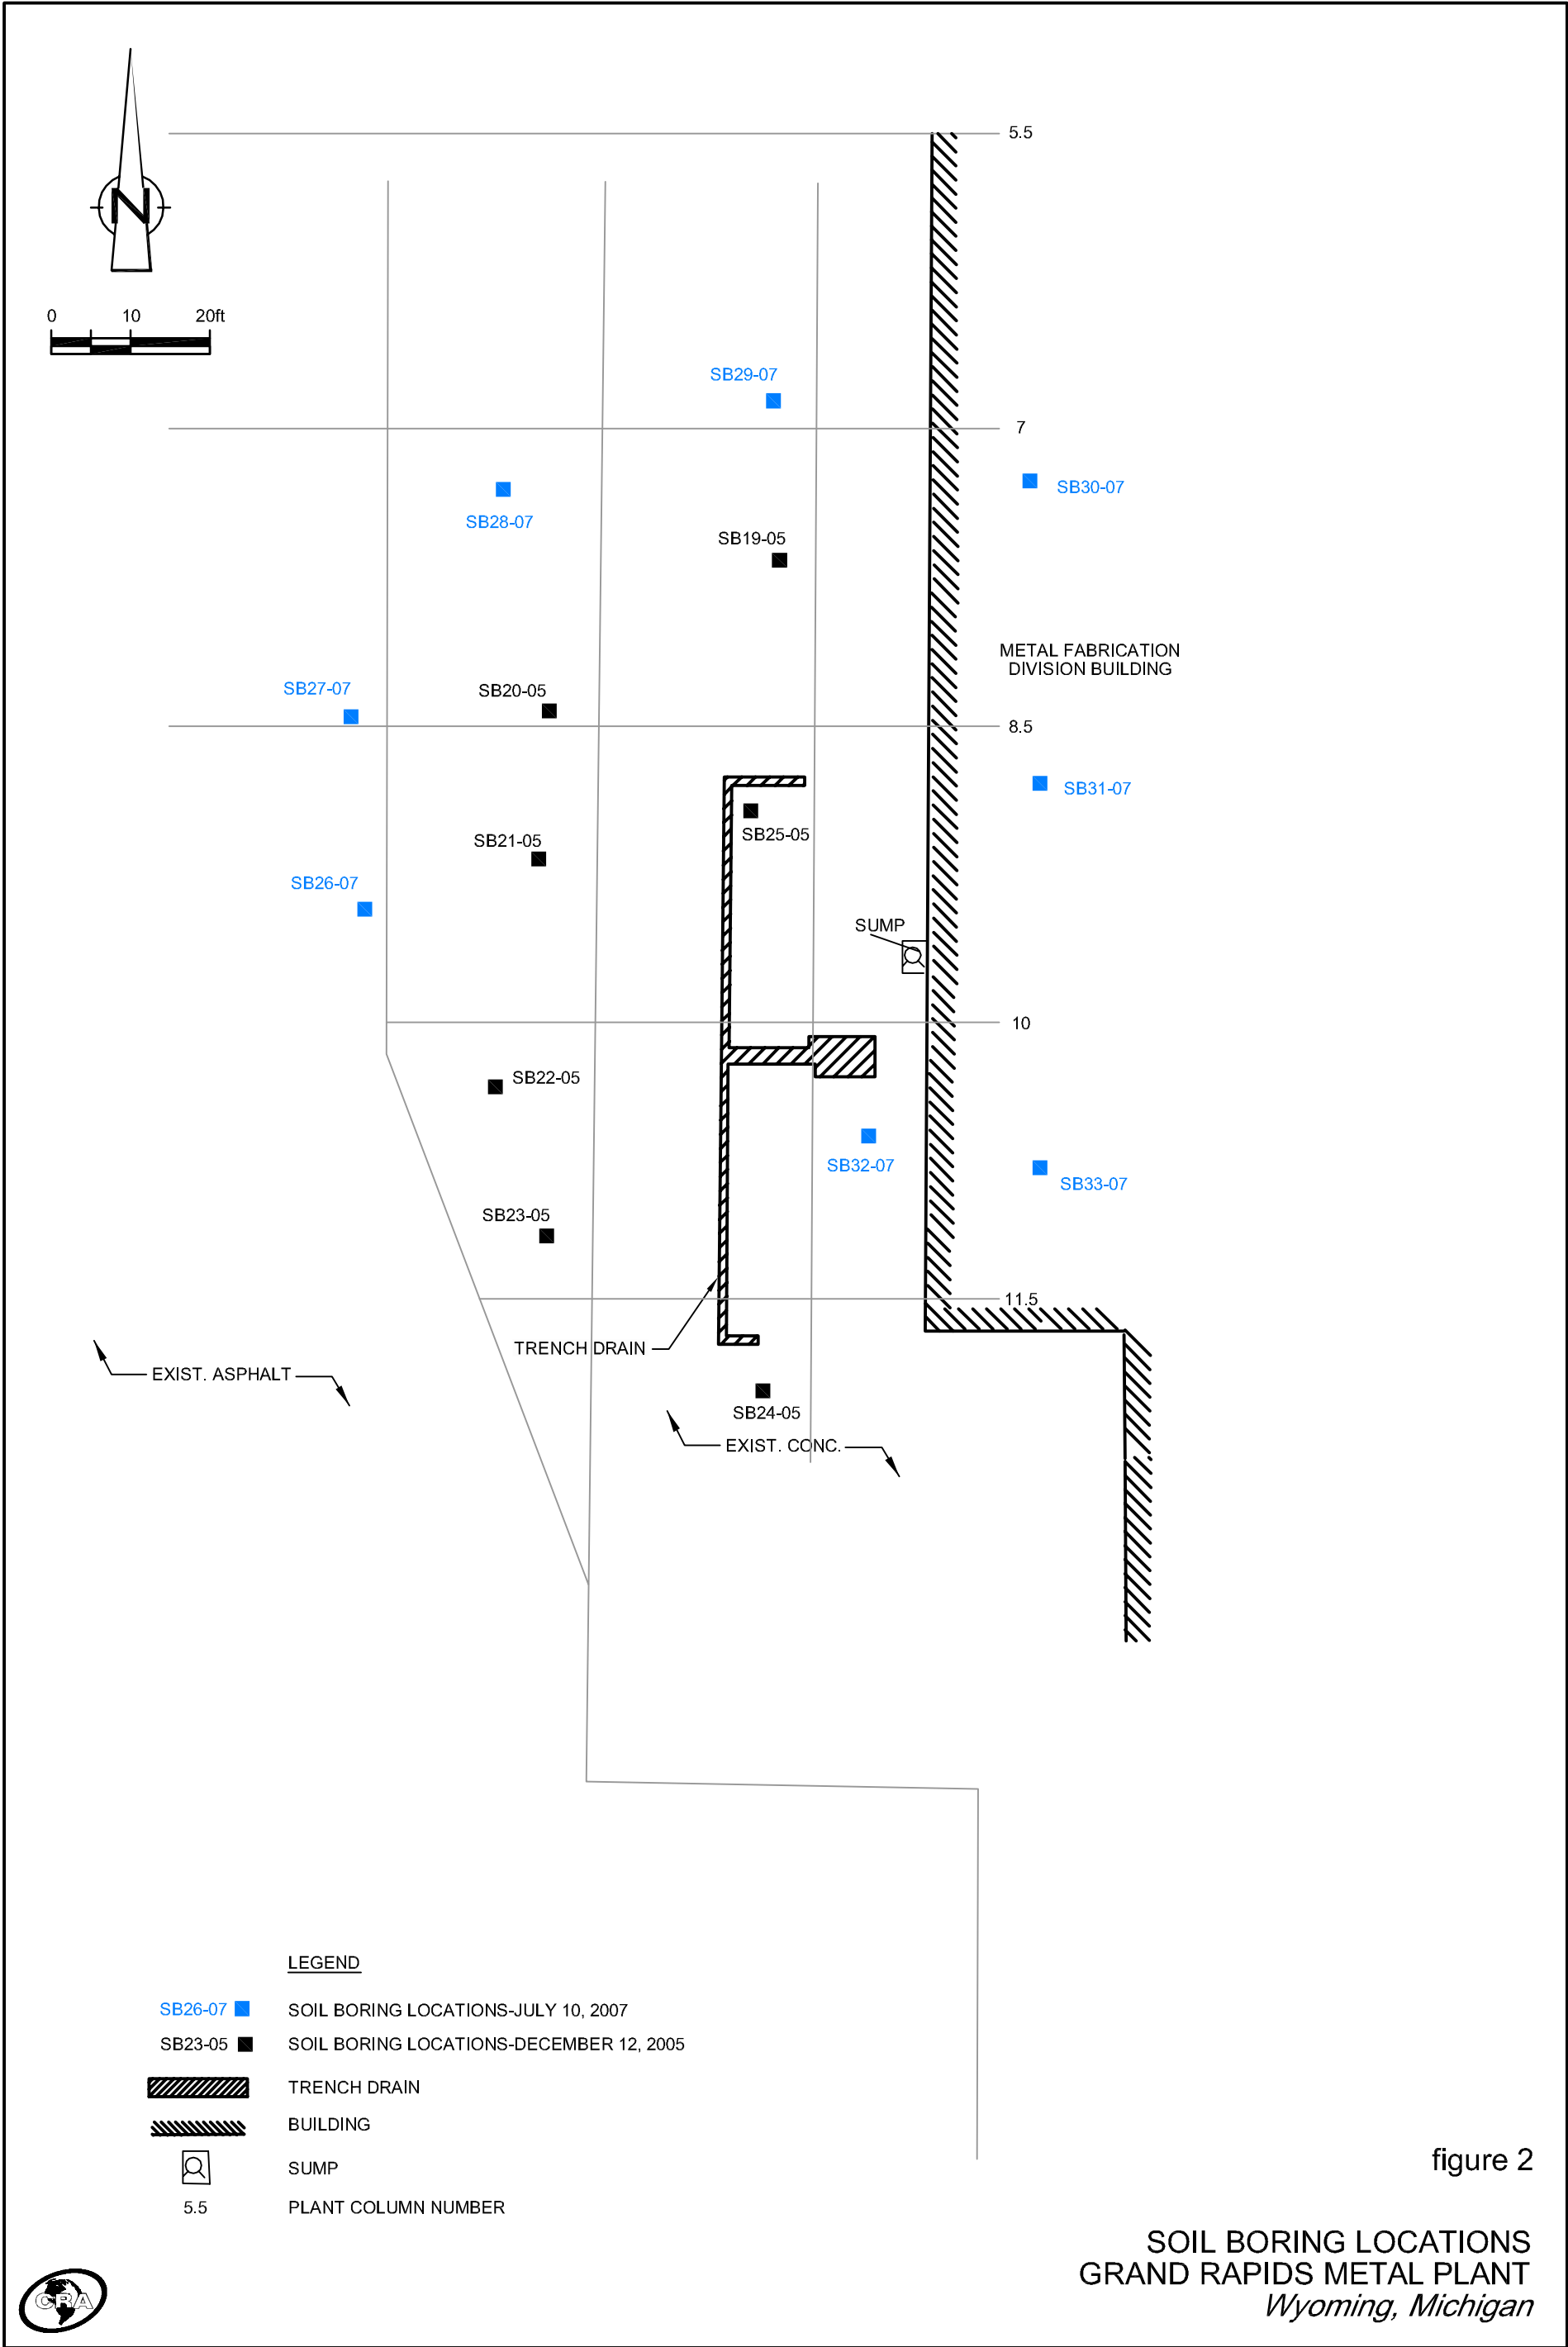 N
0 10 20ft
5.5
SB29-07
7
SB30-07
SB28-07
SB19-05
METAL FABRICATION
DIVISION BUILDING
SB27-07
SB20-05
8.5
SB31-07
SB25-05
SB21-05
SB26-07
SUMP
10
SB22-05
SB32-07
SB33-07
SB23-05
11.5
TRENCH DRAIN
EXIST. ASPHALT
SB24-05
EXIST. CONC.
LEGEND
SB26-07 SOIL BORING LOCATIONS-JULY 10, 2007
SB23-05 SOIL BORING LOCATIONS-DECEMBER 12, 2005
TRENCH DRAIN
BUILDING
SUMP
5.5 PLANT COLUMN NUMBER
figure 2
SOIL BORING LOCATIONS
GRAND RAPIDS METAL PLANT
Wyoming, Michigan
CRA